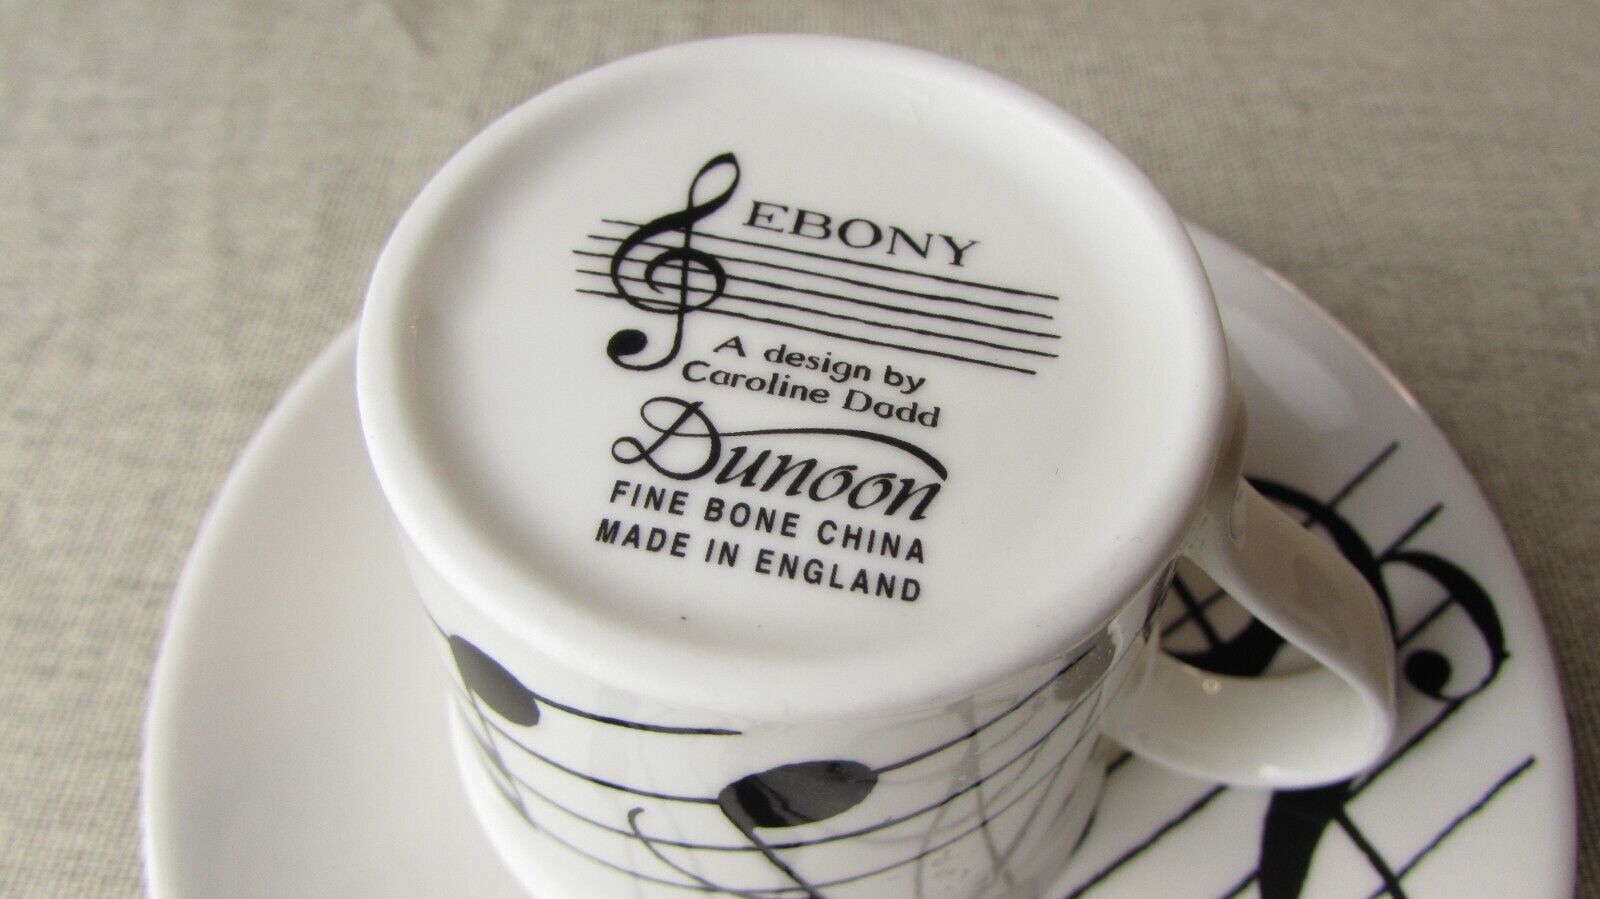 EBONY
A design by
Caroline Dadd
Dunoon
FINE BONE CHINA
MADE IN ENGLAND